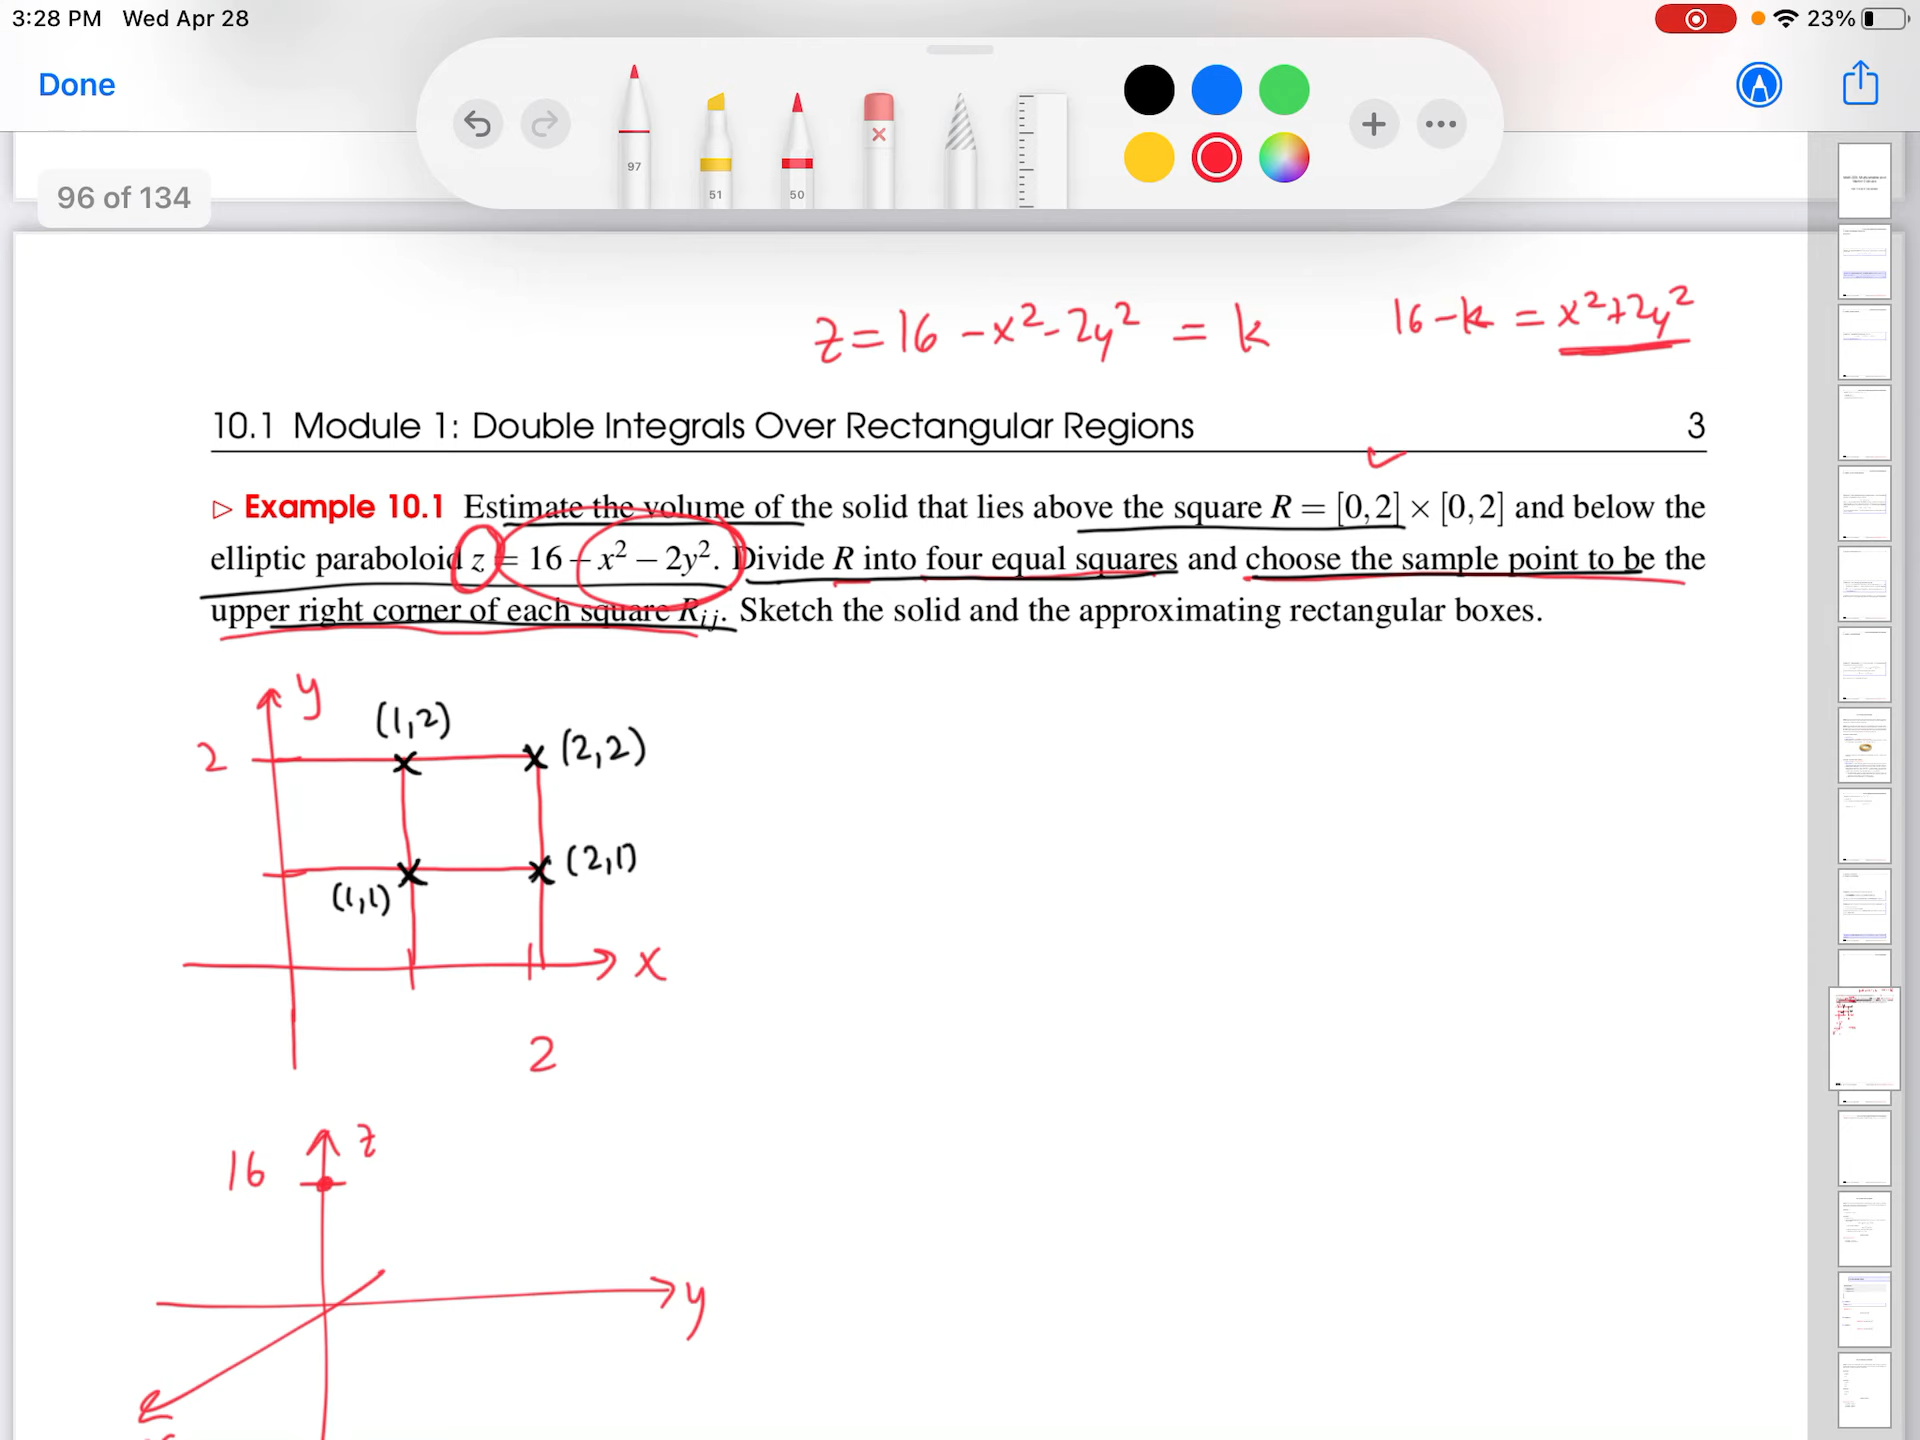 3:28 PM Wed Apr 28
23%
Done
97
51
50
96 of 134
z = 16 - x² - 2y² = k
16 - k = x² + 2y²
10.1 Module 1: Double Integrals Over Rectangular Regions 3
▷ Example 10.1 Estimate the volume of the solid that lies above the square R = [0,2] × [0,2] and below the
elliptic paraboloid z = 16 − x² − 2y². Divide R into four equal squares and choose the sample point to be the
upper right corner of each square Rᵢⱼ. Sketch the solid and the approximating rectangular boxes.
y
(1,2)
2
(2,2)
(2,1)
(1,1)
x
2
z
16
y